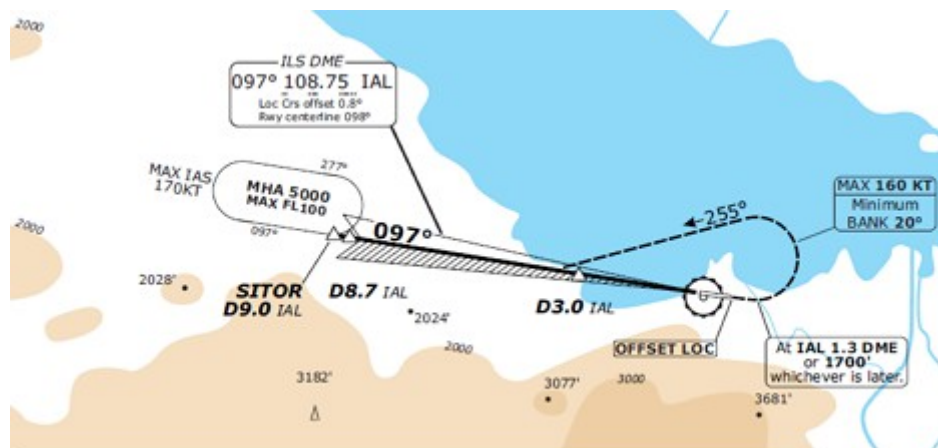 2000
ILS DME
097° 108.75 IAL
Loc Crs offset 0.8°
Rwy centerline 098°
MAX IAS
170KT
277°
MHA 5000
MAX FL100
097°
097°
255°
MAX 160 KT
Minimum
BANK 20°
2000
2028'
SITOR
D9.0 IAL
D8.7 IAL
2024'
D3.0 IAL
OFFSET LOC
At IAL 1.3 DME
or 1700'
whichever is later.
2000
3182'
3077'
3000
3681'